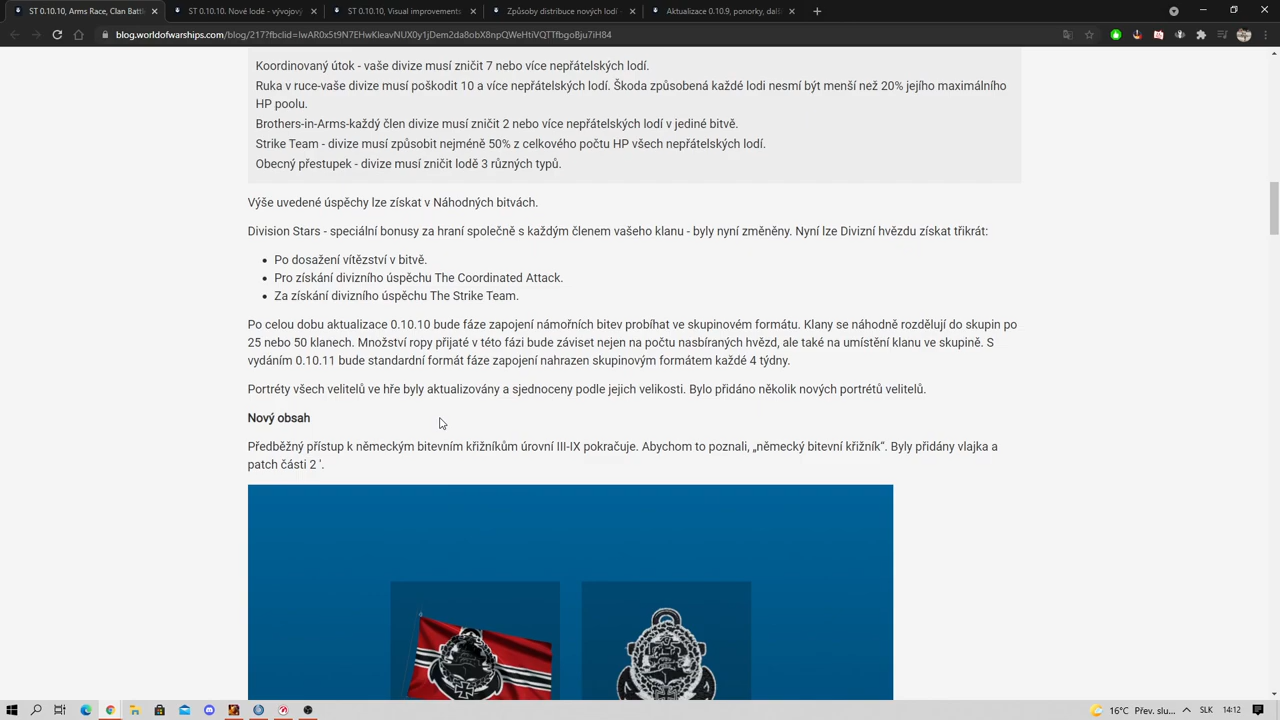 ST 0.10.10, Arms Race, Clan Battl
ST 0.10.10. Nové lodě - vývojový
ST 0.10.10, Visual improvements
Způsoby distribuce nových lodí -
Aktualizace 0.10.9, ponorky, dalš
blog.worldofwarships.com/blog/217?fbclid=IwAR0x5t9N7EHwKleavNUX0y1jDem2da8obX8npQWeHtiVQTTfbgoBju7iH84
Koordinovaný útok - vaše divize musí zničit 7 nebo více nepřátelských lodí.
Ruka v ruce-vaše divize musí poškodit 10 a více nepřátelských lodí. Škoda způsobená každé lodi nesmí být menší než 20% jejího maximálního
HP poolu.
Brothers-in-Arms-každý člen divize musí zničit 2 nebo více nepřátelských lodí v jediné bitvě.
Strike Team - divize musí způsobit nejméně 50% z celkového počtu HP všech nepřátelských lodí.
Obecný přestupek - divize musí zničit lodě 3 různých typů.
Výše uvedené úspěchy lze získat v Náhodných bitvách.
Division Stars - speciální bonusy za hraní společně s každým členem vašeho klanu - byly nyní změněny. Nyní lze Divizní hvězdu získat třikrát:
Po dosažení vítězství v bitvě.
Pro získání divizního úspěchu The Coordinated Attack.
Za získání divizního úspěchu The Strike Team.
Po celou dobu aktualizace 0.10.10 bude fáze zapojení námořních bitev probíhat ve skupinovém formátu. Klany se náhodně rozdělují do skupin po
25 nebo 50 klanech. Množství ropy přijaté v této fázi bude záviset nejen na počtu nasbíraných hvězd, ale také na umístění klanu ve skupině. S
vydáním 0.10.11 bude standardní formát fáze zapojení nahrazen skupinovým formátem každé 4 týdny.
Portréty všech velitelů ve hře byly aktualizovány a sjednoceny podle jejich velikosti. Bylo přidáno několik nových portrétů velitelů.
Nový obsah
Předběžný přístup k německým bitevním křižníkům úrovní III-IX pokračuje. Abychom to poznali, „německý bitevní křižník“. Byly přidány vlajka a
patch části 2 '.
16°C Přev. slu...
SLK
14:12